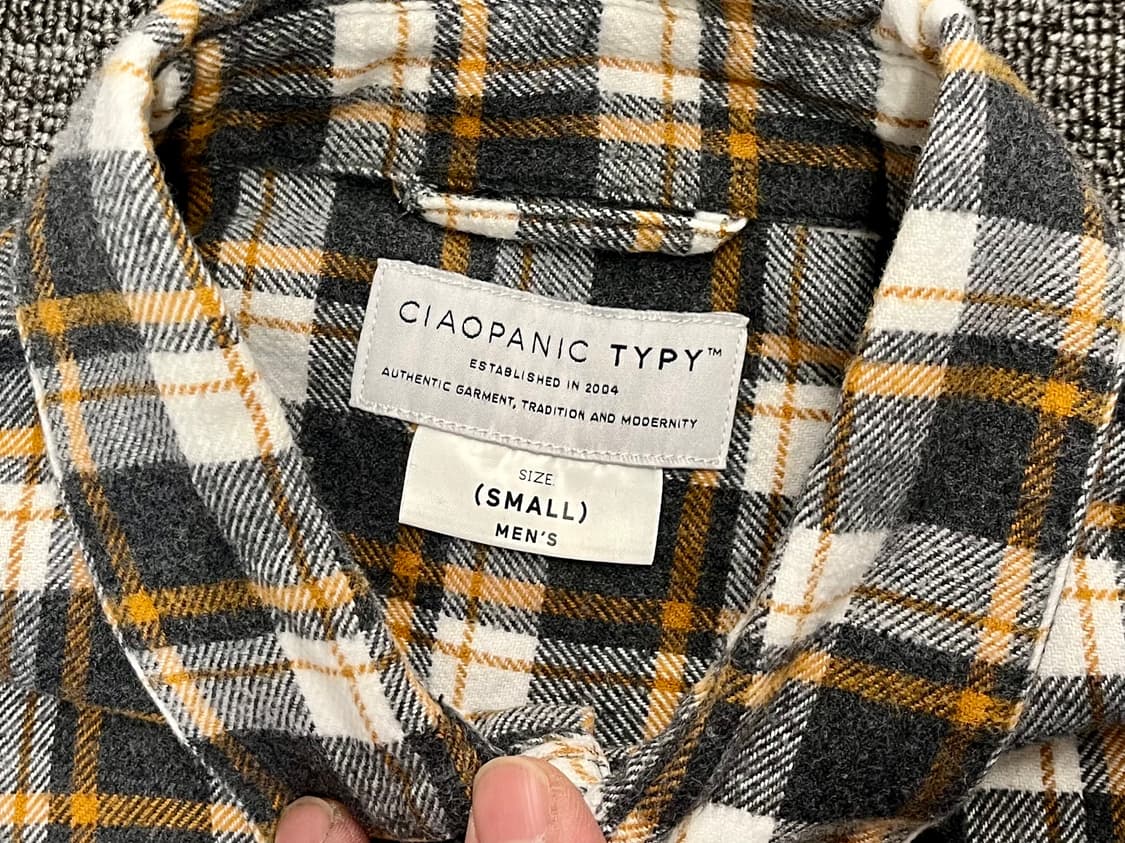 CIAOPANIC TYPY™
ESTABLISHED IN 2004
AUTHENTIC GARMENT, TRADITION AND MODERNITY
SIZE
(SMALL)
MEN'S